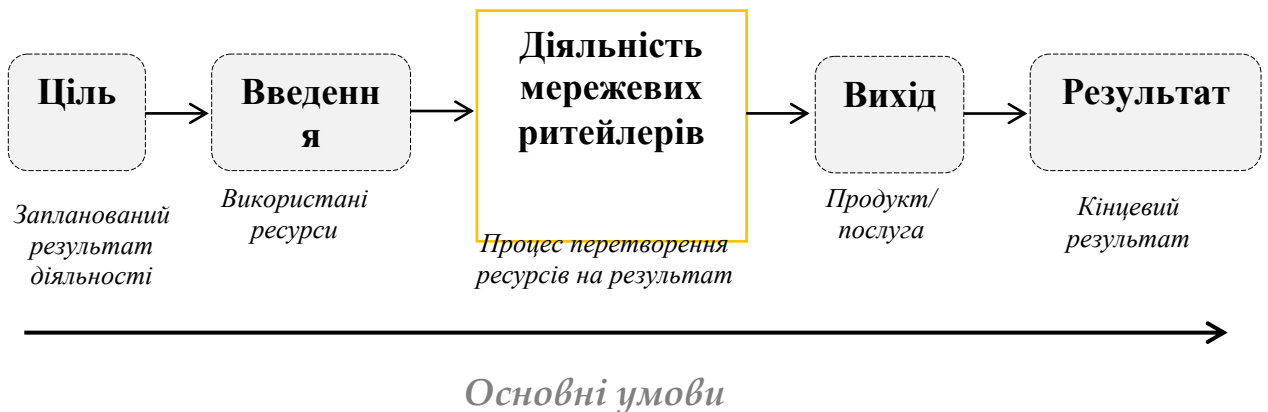 Ціль
Введенн
я
Діяльність
мережевих
ритейлерів
Вихід
Результат
Запланований
результат
діяльності
Використані
ресурси
Процес перетворення
ресурсів на результат
Продукт/
послуга
Кінцевий
результат
Основні умови